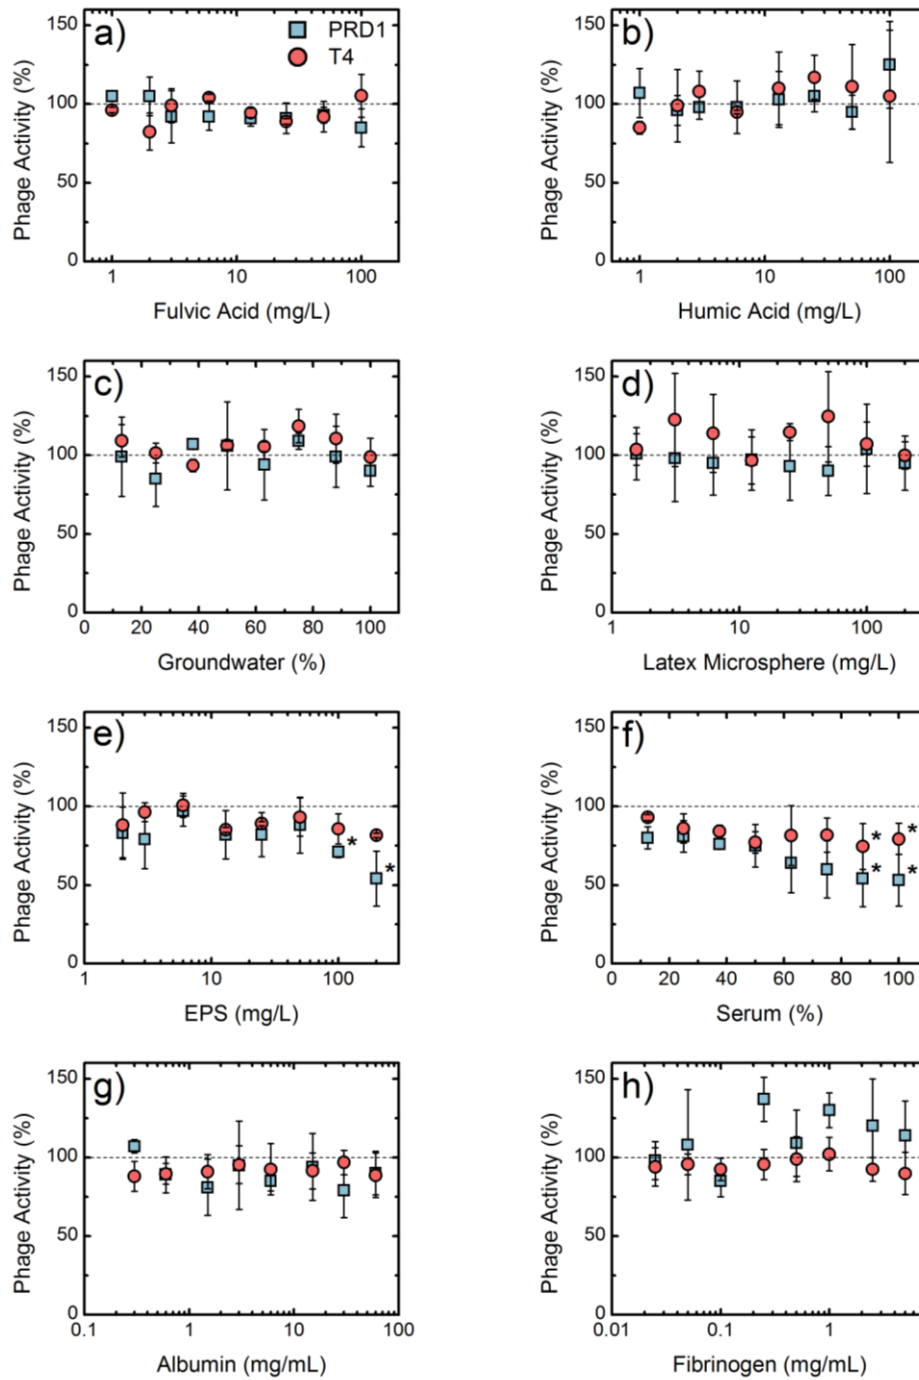 a)
PRD1
T4
150
100
50
0
Phage Activity (%)
1 10 100
Fulvic Acid (mg/L)
b)
150
100
50
0
Phage Activity (%)
1 10 100
Humic Acid (mg/L)
c)
150
100
50
0
Phage Activity (%)
0 20 40 60 80 100
Groundwater (%)
d)
150
100
50
0
Phage Activity (%)
1 10 100
Latex Microsphere (mg/L)
e)
150
100
50
0
Phage Activity (%)
* *
1 10 100
EPS (mg/L)
f)
150
100
50
0
Phage Activity (%)
* *
* *
0 20 40 60 80 100
Serum (%)
g)
150
100
50
0
Phage Activity (%)
0.1 1 10 100
Albumin (mg/mL)
h)
150
100
50
0
Phage Activity (%)
0.01 0.1 1
Fibrinogen (mg/mL)